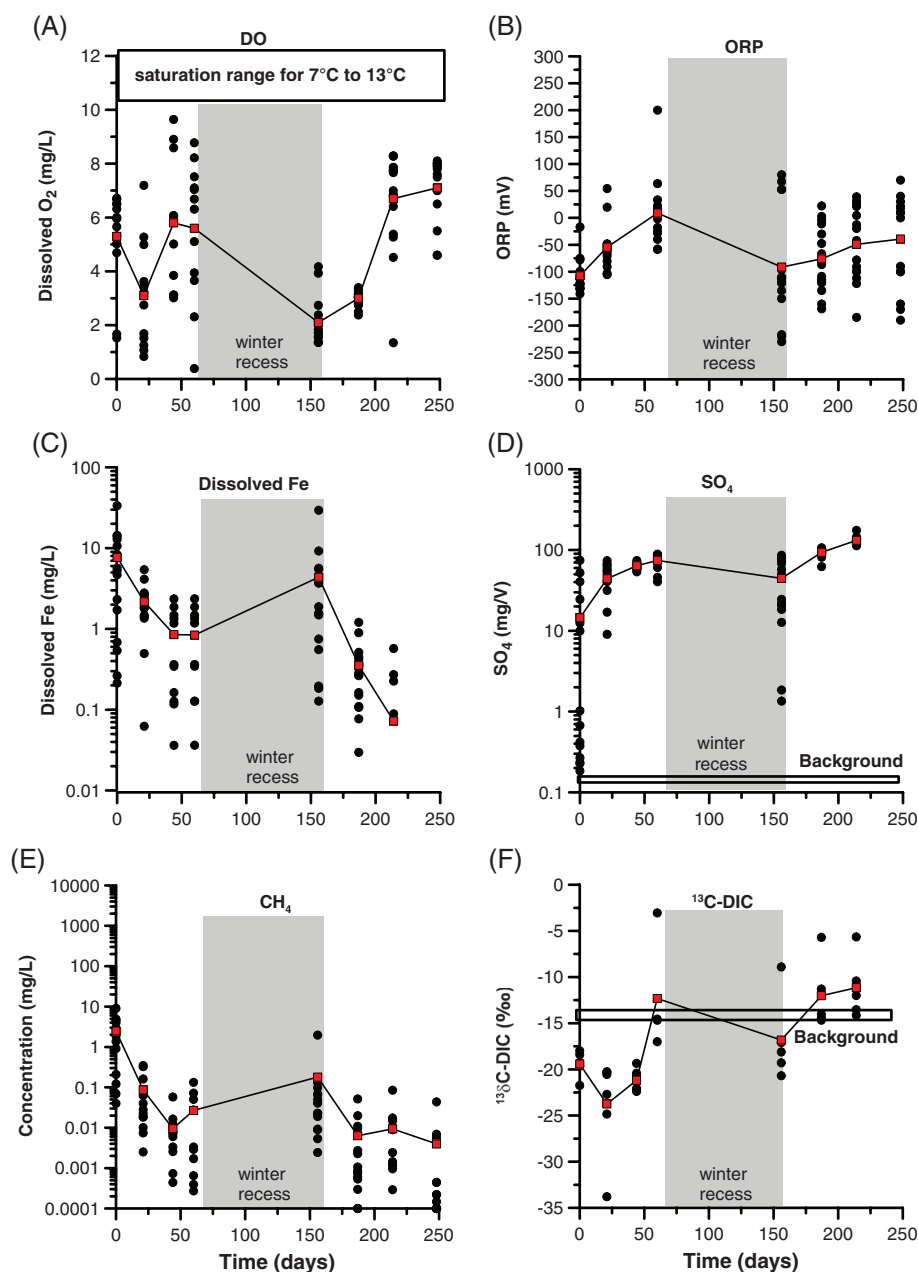 (A)
DO
saturation range for 7°C to 13°C
Dissolved O2 (mg/L)
12
10
8
6
4
2
0
winter
recess
0 50 100 150 200 250
(B)
ORP
ORP (mV)
300
250
200
150
100
50
0
-50
-100
-150
-200
-250
-300
winter
recess
0 50 100 150 200 250
(C)
Dissolved Fe
Dissolved Fe (mg/L)
100
10
1
0.1
0.01
winter
recess
0 50 100 150 200 250
(D)
SO4
SO4 (mg/V)
1000
100
10
1
0.1
winter
recess
Background
0 50 100 150 200 250
(E)
CH4
Concentration (mg/L)
10000
1000
100
10
1
0.1
0.01
0.001
0.0001
winter
recess
0 50 100 150 200 250
Time (days)
(F)
13C-DIC
13δC-DIC (‰)
0
-5
-10
-15
-20
-25
-30
-35
Background
winter
recess
0 50 100 150 200 250
Time (days)